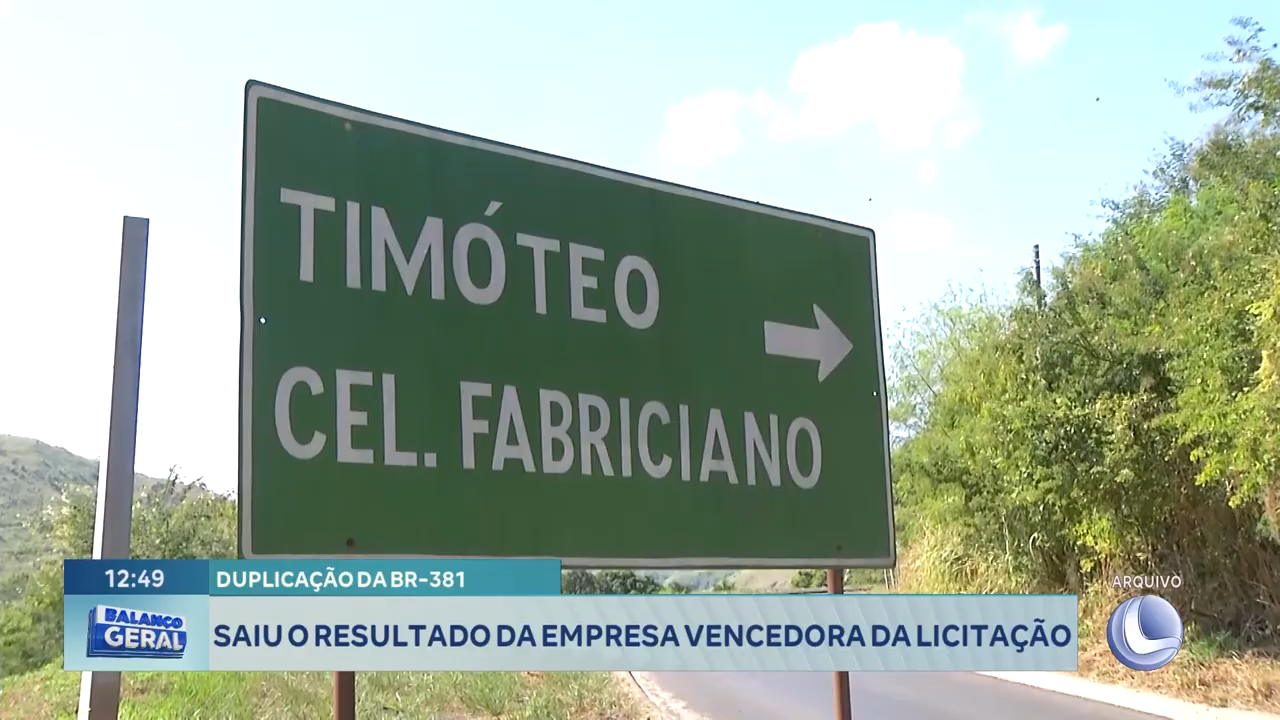 TIMÓTEO
CEL. FABRICIANO
12:49
DUPLICAÇÃO DA BR-381
ARQUIVO
BALANÇO
GERAL
SAIU O RESULTADO DA EMPRESA VENCEDORA DA LICITAÇÃO